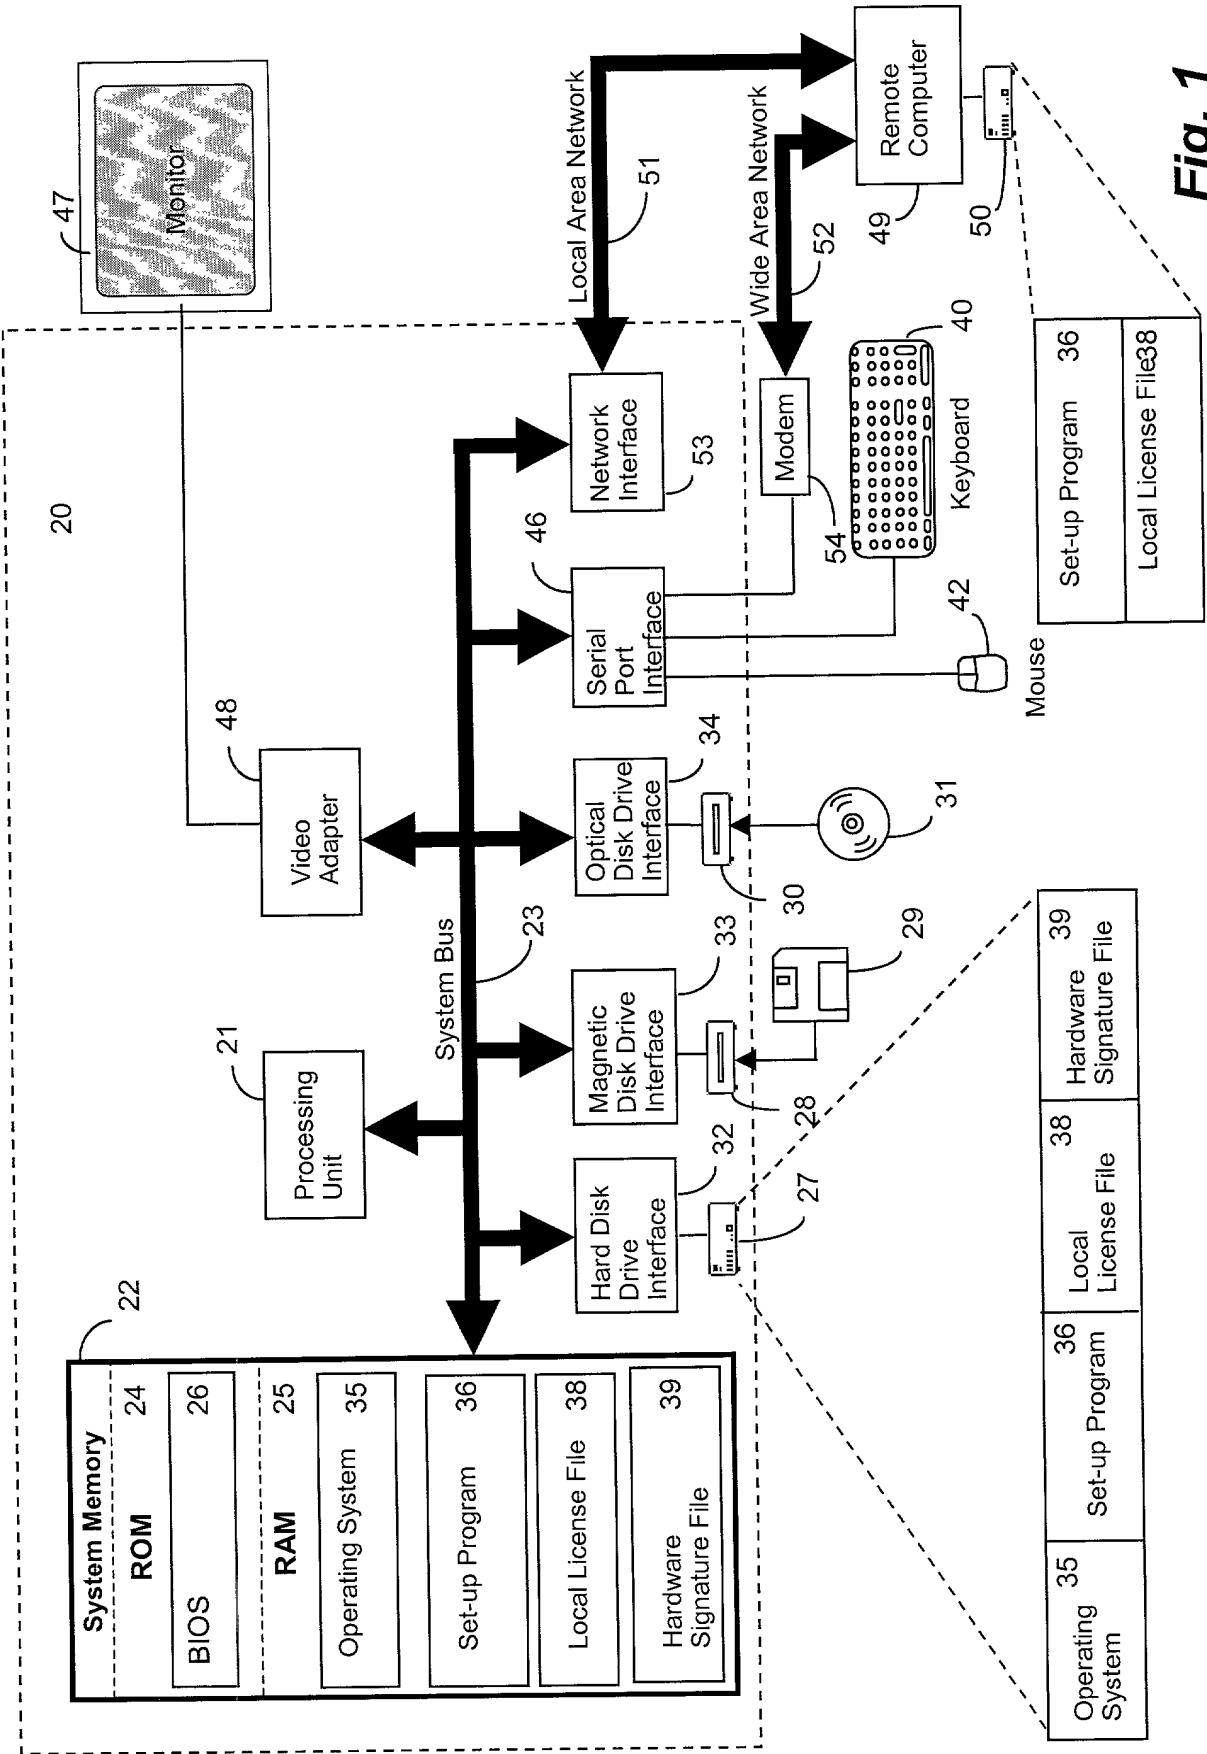 System Memory
ROM 24
BIOS 26
RAM 25
Operating System 35
Set-up Program 36
Local License File 38
Hardware
Signature File 39
22
Processing
Unit
21
Video
Adapter
48
20
47
Monitor
System Bus
23
Hard Disk
Drive
Interface
32
Magnetic
Disk Drive
Interface
33
Optical
Disk Drive
Interface
34
Serial
Port
Interface
46
Network
Interface
53
Local Area Network
51
Wide Area Network
52
Modem
54
Remote
Computer
49
50
27
28
29
30
31
Mouse
42
Keyboard
40
Operating
System 35
Set-up Program 36
Local
License File 38
Hardware
Signature File 39
Set-up Program 36
Local License File38
Fig. 1